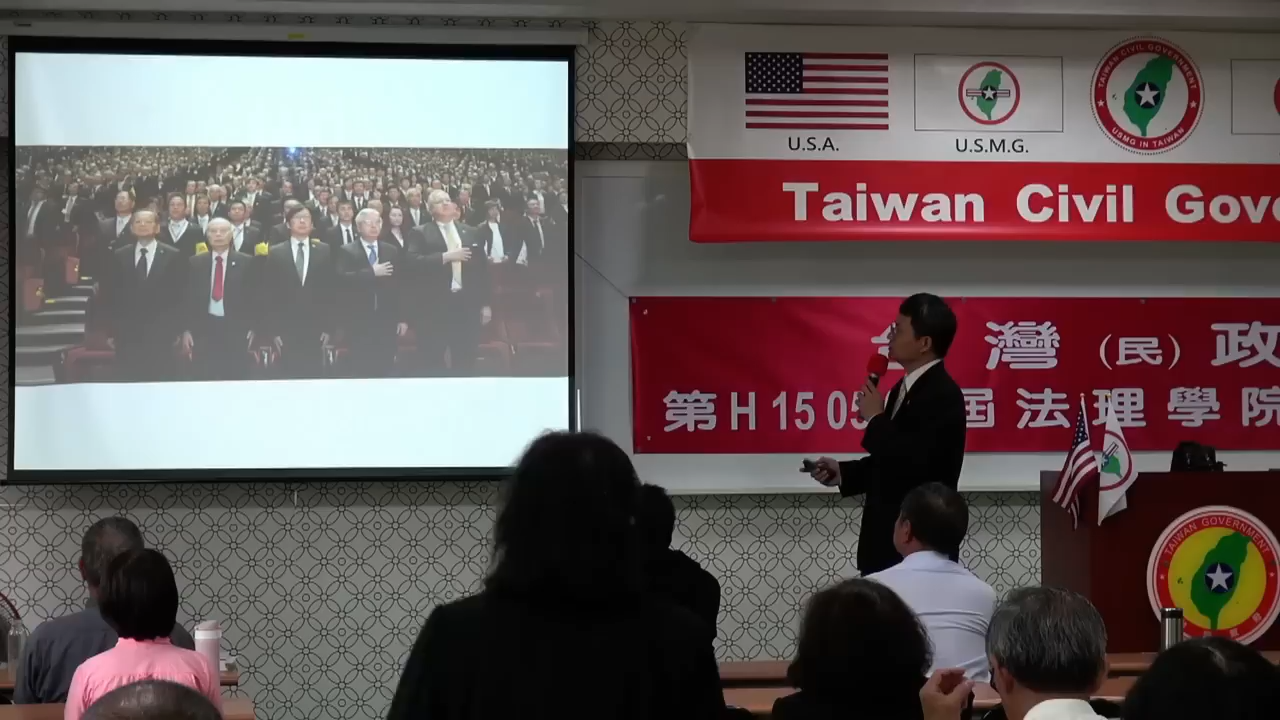 U.S.A.
U.S.M.G.
TAIWAN CIVIL GOVERNMENT
USMG IN TAIWAN
Taiwan Civil Gove
灣(民)政
第H1505
屆法理學院
TAIWAN GOVERNMENT